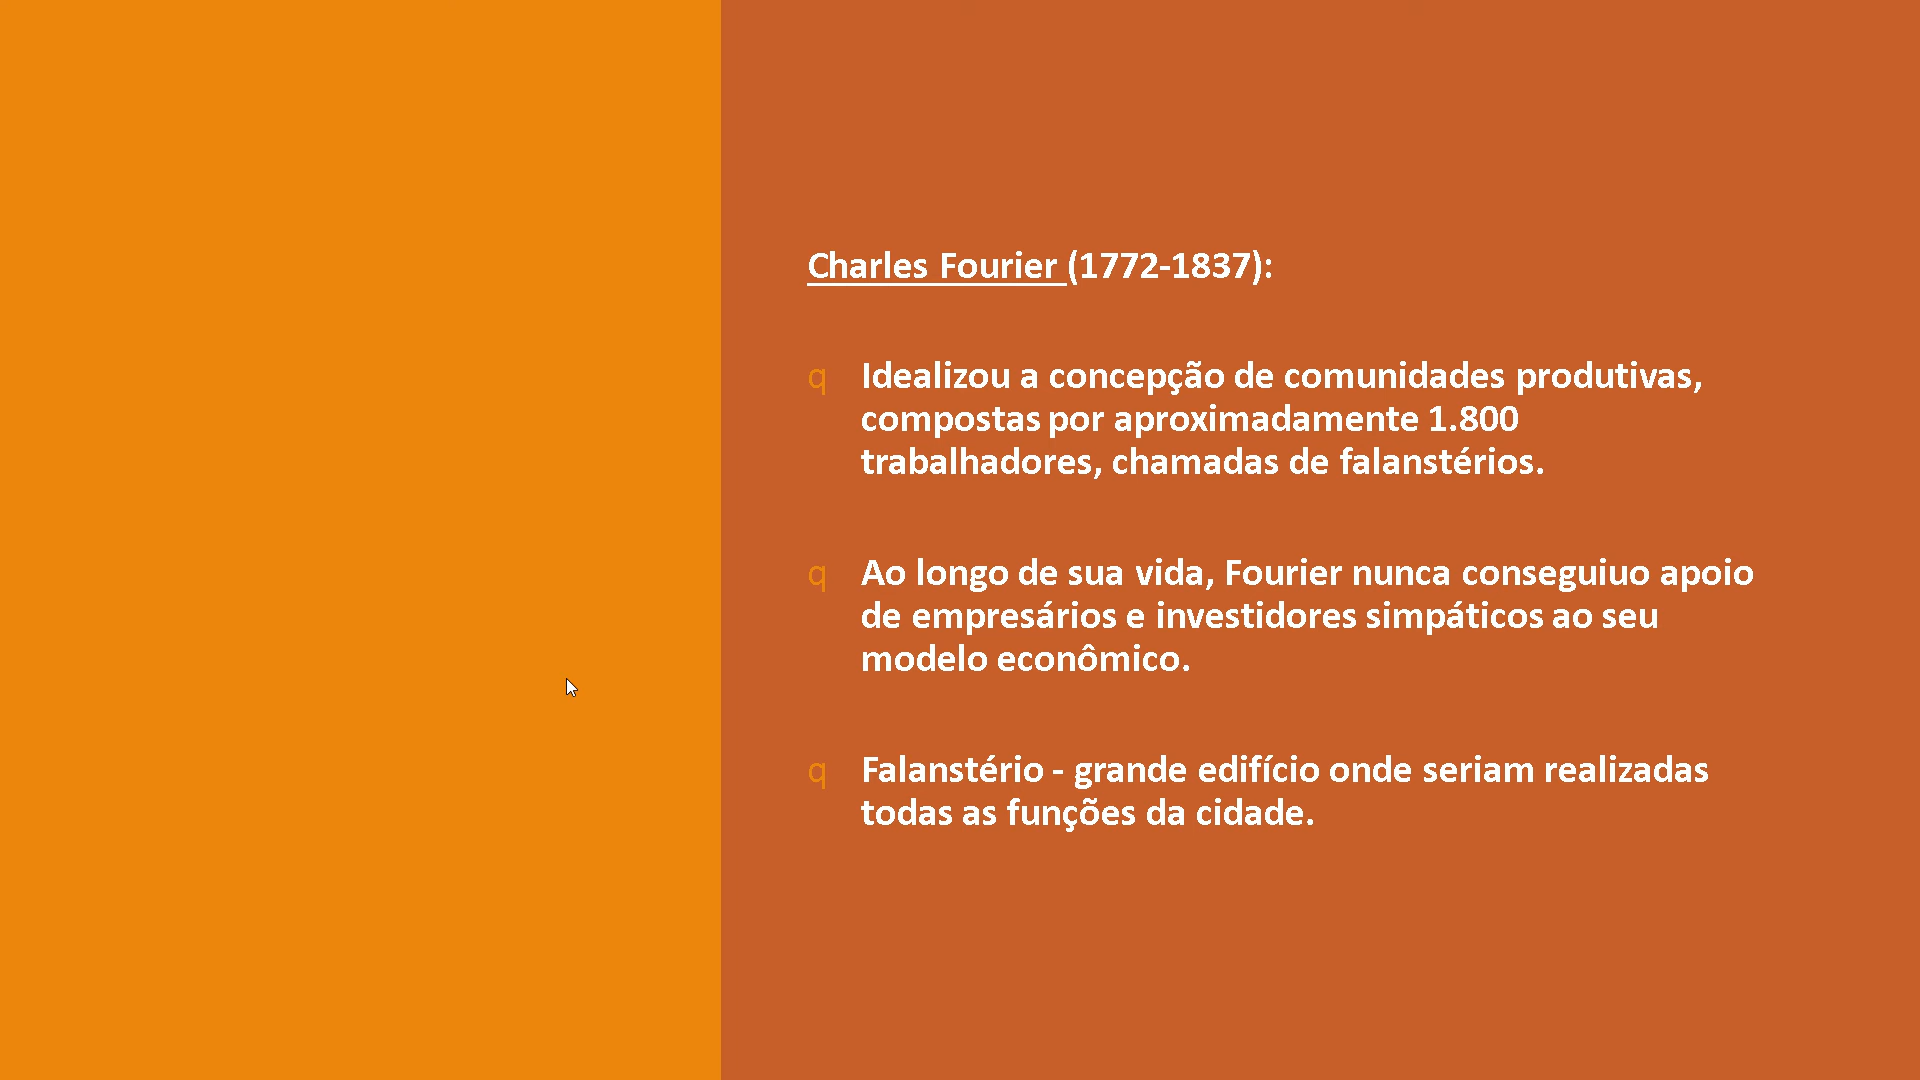 Charles Fourier (1772-1837):
q Idealizou a concepção de comunidades produtivas,
compostas por aproximadamente 1.800
trabalhadores, chamadas de falanstérios.
q Ao longo de sua vida, Fourier nunca conseguiuo apoio
de empresários e investidores simpáticos ao seu
modelo econômico.
q Falanstério - grande edifício onde seriam realizadas
todas as funções da cidade.